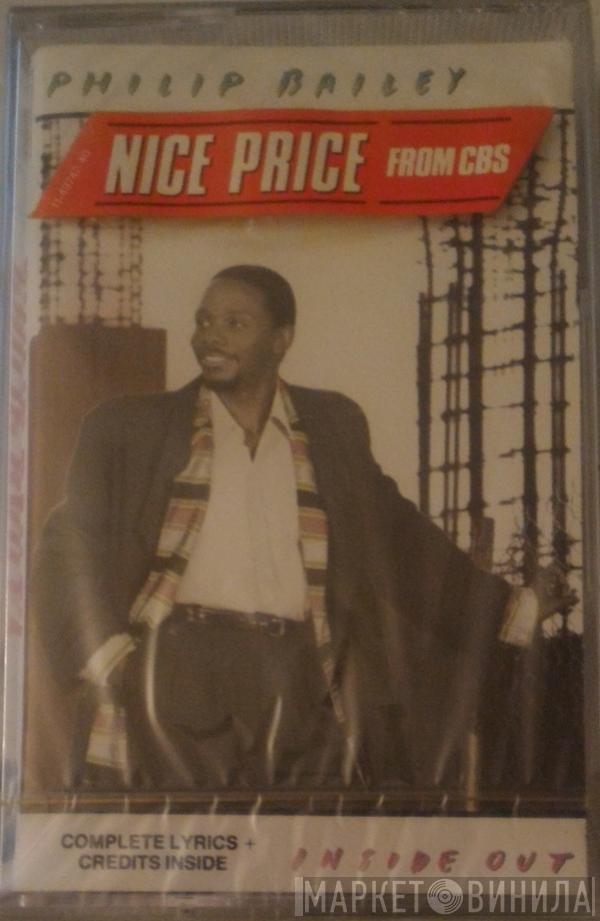 PHILIP BAILEY
NICE PRICE FROM CBS
COMPLETE LYRICS +
CREDITS INSIDE
INSIDE OUT
МАРКЕТ ВИНИЛА